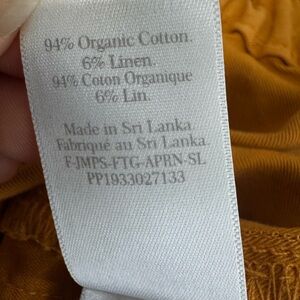 94% Organic Cotton.
6% Linen.
94% Coton Organique
6% Lin.
Made in Sri Lanka.
Fabriqué au Sri Lanka.
F-JMPS-FTG-APRN-SL
PP1933027133